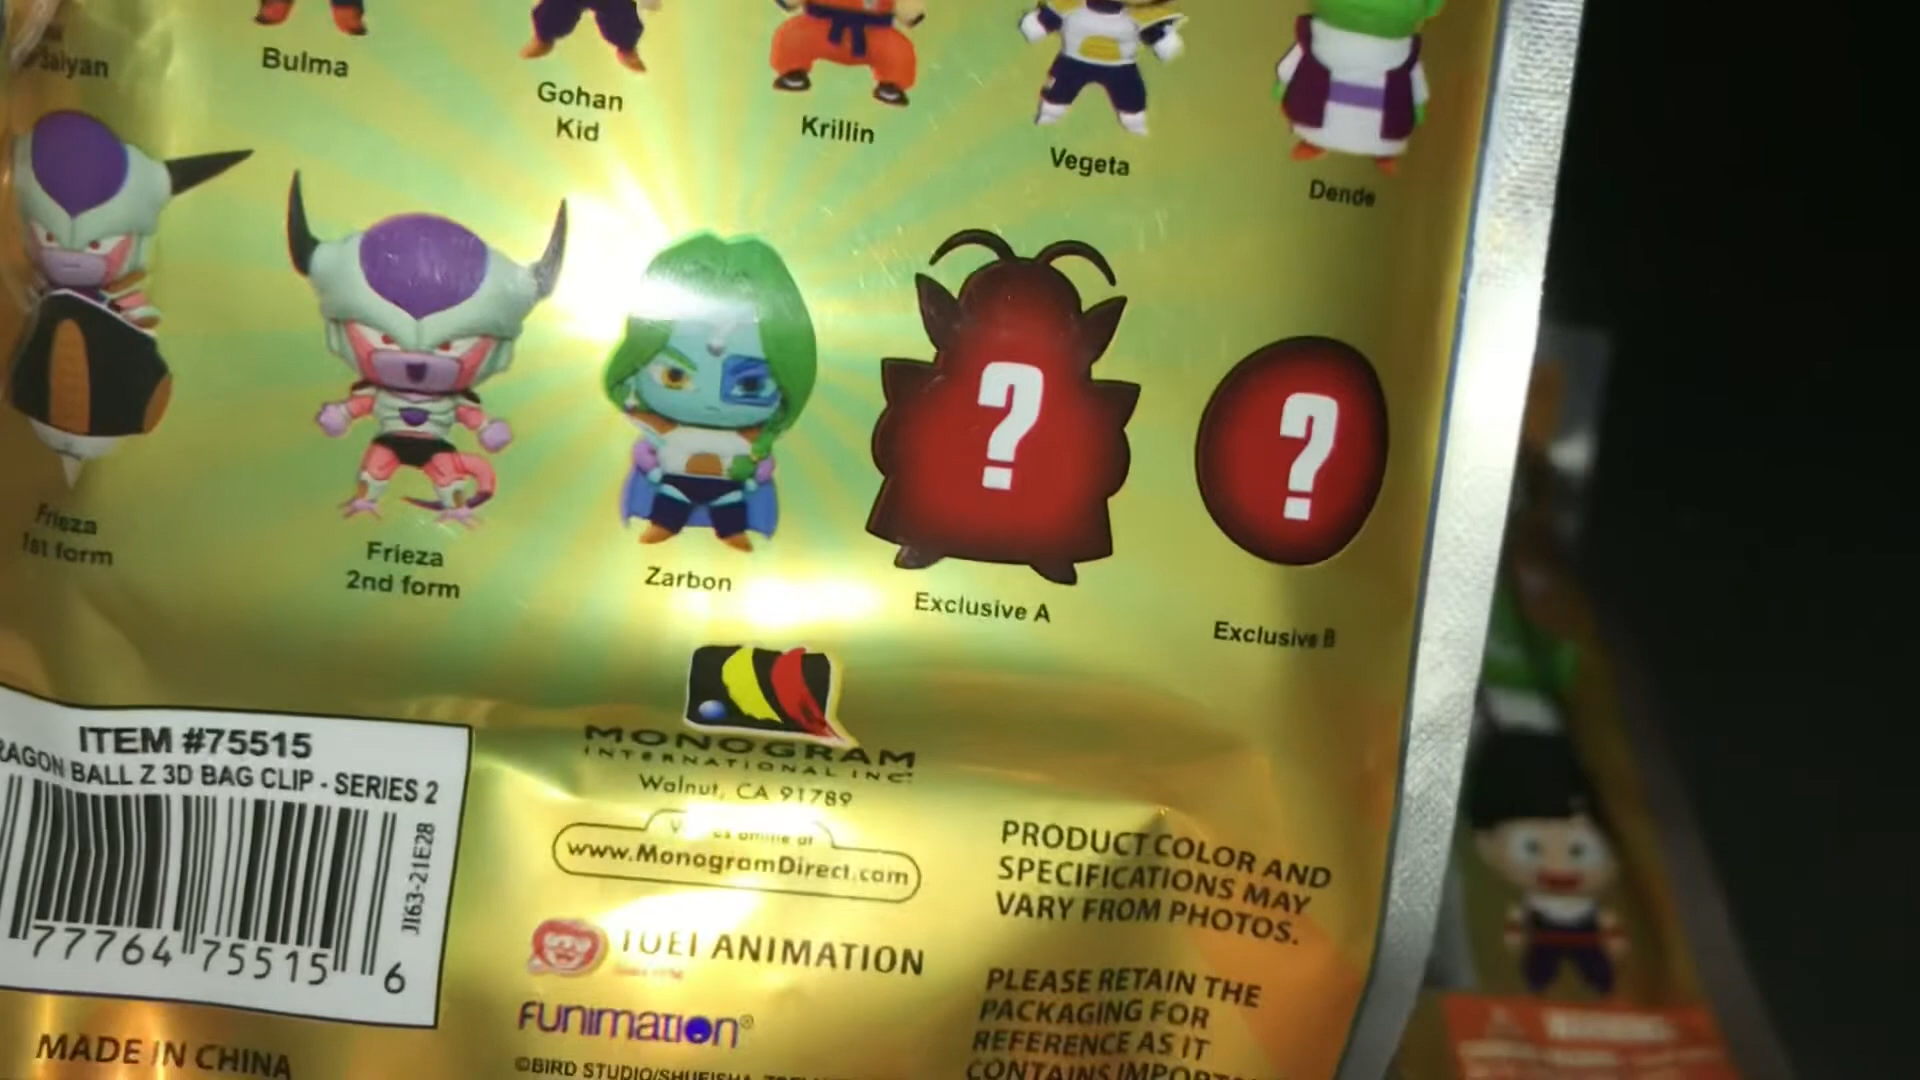 Saiyan
Bulma
Gohan
Kid
Krillin
Vegeta
Dende
Frieza
1st form
Frieza
2nd form
Zarbon
?
Exclusive A
?
Exclusive B
ITEM #75515
RAGON BALL Z 3D BAG CLIP - SERIES 2
JI63-21E28
77764 75515 6
MADE IN CHINA
MONOGRAM
INTERNATIONAL INC.
Walnut, CA 91789
www.MonogramDirect.com
TOEI ANIMATION
FUNIMATION®
©BIRD STUDIO/SHUEISHA,
PRODUCT COLOR AND
SPECIFICATIONS MAY
VARY FROM PHOTOS.
PLEASE RETAIN THE
PACKAGING FOR
REFERENCE AS IT
CONTAINS